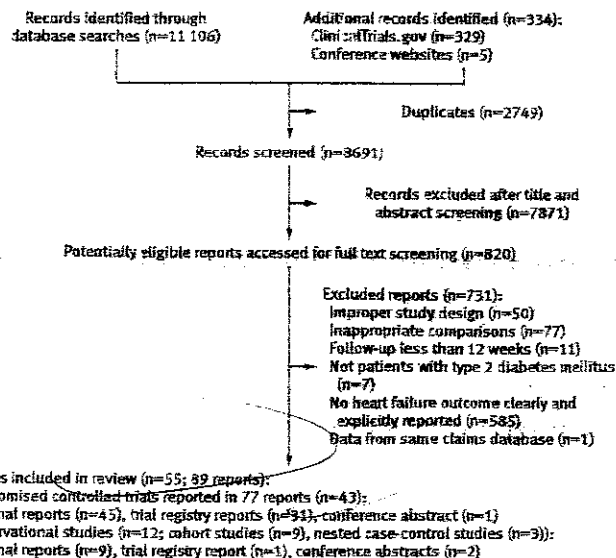 Records identified through
database searches (n=11 106)
Additional records identified (n=334):
ClinicalTrials.gov (n=329)
Conference websites (n=5)
Duplicates (n=2749)
Records screened (n=8691)
Records excluded after title and
abstract screening (n=7871)
Potentially eligible reports accessed for full text screening (n=820)
Excluded reports (n=731):
Improper study design (n=50)
Inappropriate comparisons (n=77)
Follow-up less than 12 weeks (n=11)
Not patients with type 2 diabetes mellitus
(n=7)
No heart failure outcome clearly and
explicitly reported (n=585)
Data from same claims database (n=1)
s included in review (n=55; 89 reports):
omised controlled trials reported in 77 reports (n=43):
nal reports (n=45), trial registry reports (n=31), conference abstract (n=1)
rvational studies (n=12; cohort studies (n=9), nested case-control studies (n=3)):
nal reports (n=9), trial registry report (n=1), conference abstracts (n=2)